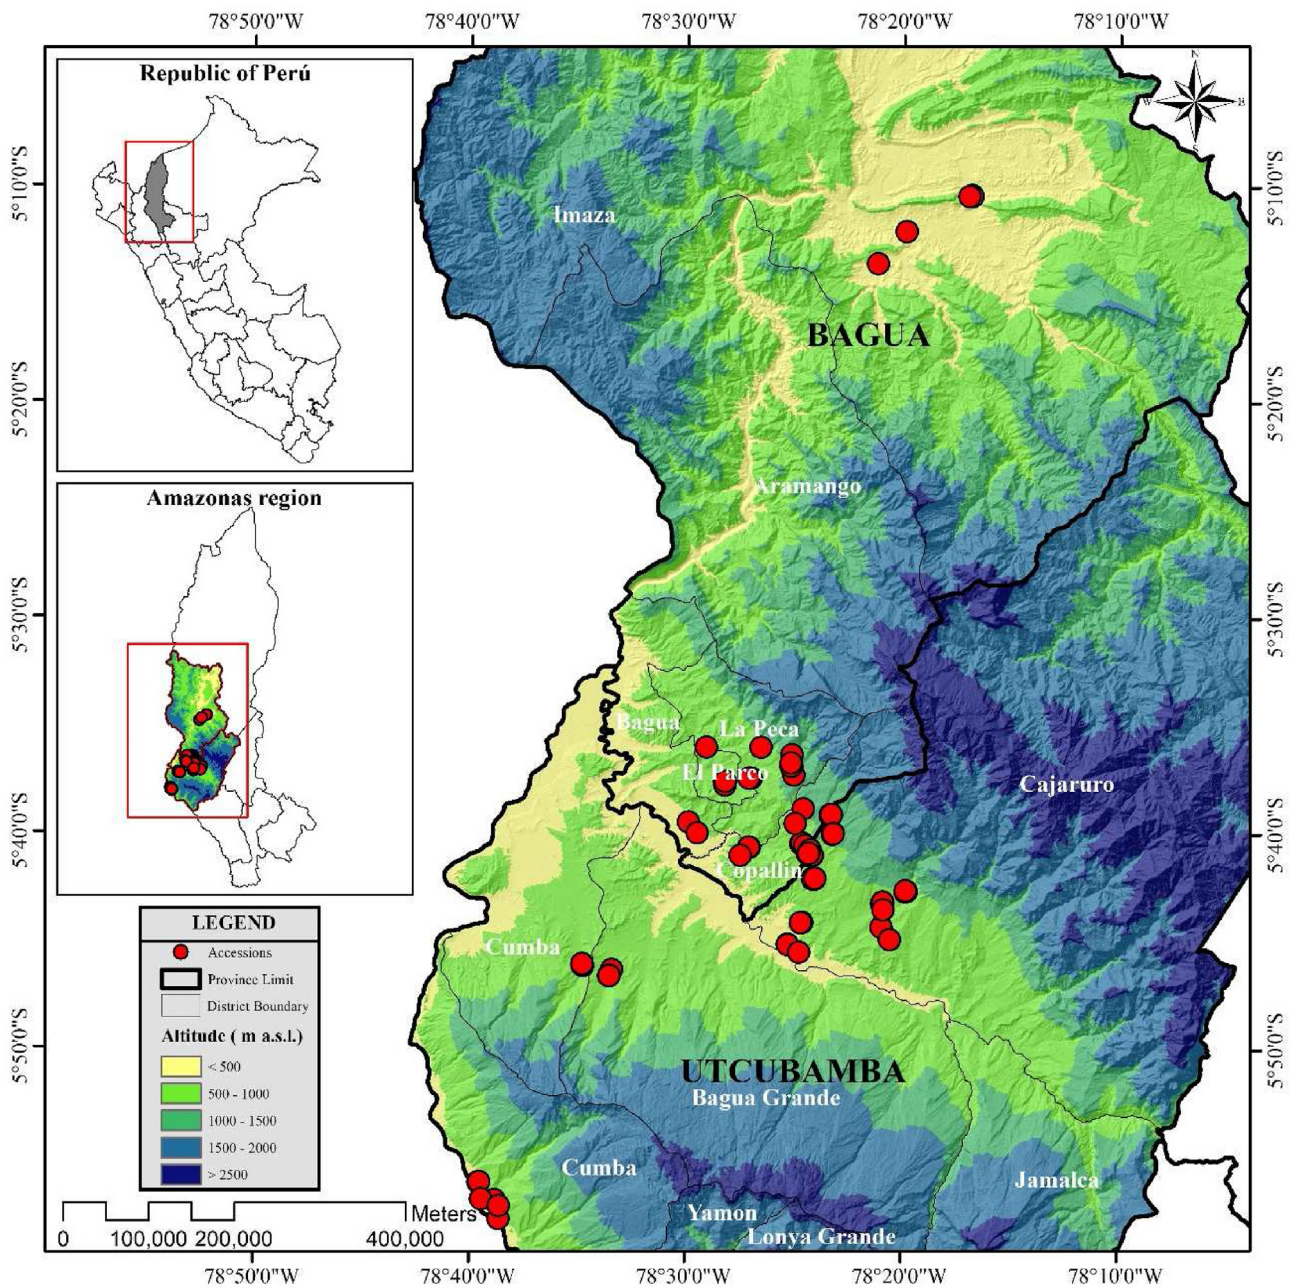 78°50'0"W
78°40'0"W
78°30'0"W
78°20'0"W
78°10'0"W
Republic of Perú
N
W
E
S
5°10'0"S
5°10'0"S
Imaza
BAGUA
5°20'0"S
5°20'0"S
Amazonas region
Aramango
5°30'0"S
5°30'0"S
Bagua
La Peca
El Parco
Cajaruro
5°40'0"S
5°40'0"S
Copallin
LEGEND
Accessions
Province Limit
District Boundary
Altitude ( m a.s.l.)
< 500
500 - 1000
1000 - 1500
1500 - 2000
> 2500
Cumba
5°50'0"S
5°50'0"S
UTCUBAMBA
Bagua Grande
Cumba
Jamalca
Yamon
Lonya Grande
Meters
0
100,000
200,000
400,000
78°50'0"W
78°40'0"W
78°30'0"W
78°20'0"W
78°10'0"W